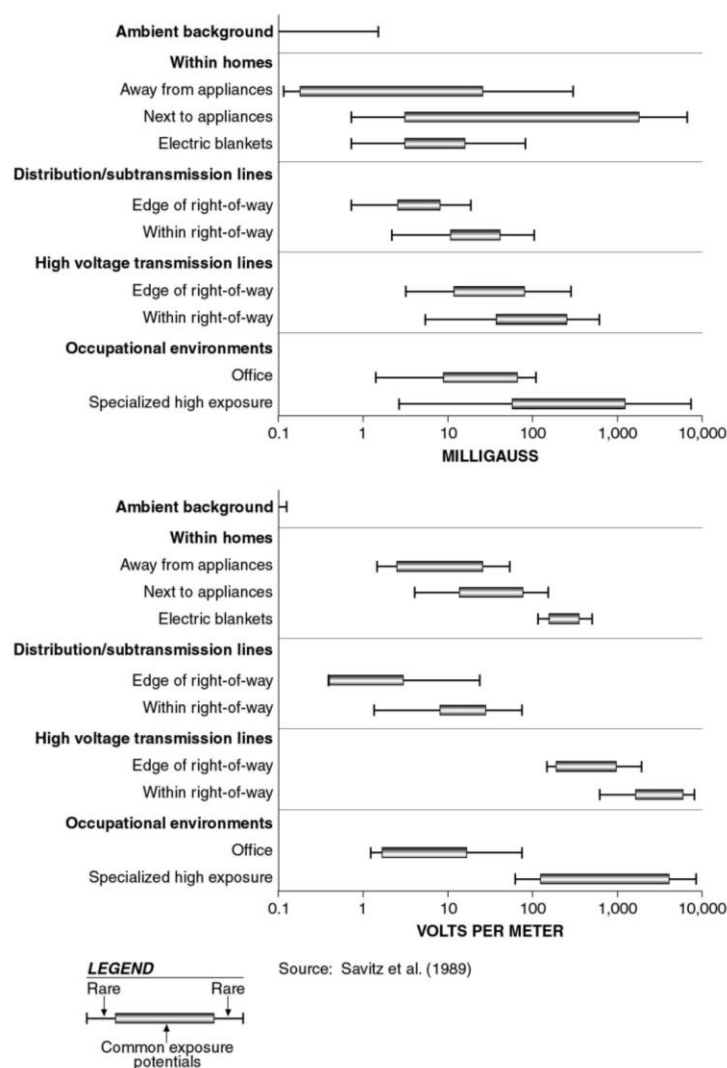 Ambient background
Within homes
Away from appliances
Next to appliances
Electric blankets
Distribution/subtransmission lines
Edge of right-of-way
Within right-of-way
High voltage transmission lines
Edge of right-of-way
Within right-of-way
Occupational environments
Office
Specialized high exposure
0.1 1 10 100 1,000 10,000
MILLIGAUSS
Ambient background
Within homes
Away from appliances
Next to appliances
Electric blankets
Distribution/subtransmission lines
Edge of right-of-way
Within right-of-way
High voltage transmission lines
Edge of right-of-way
Within right-of-way
Occupational environments
Office
Specialized high exposure
0.1 1 10 100 1,000 10,000
VOLTS PER METER
LEGEND
Rare Rare
Common exposure
potentials
Source: Savitz et al. (1989)